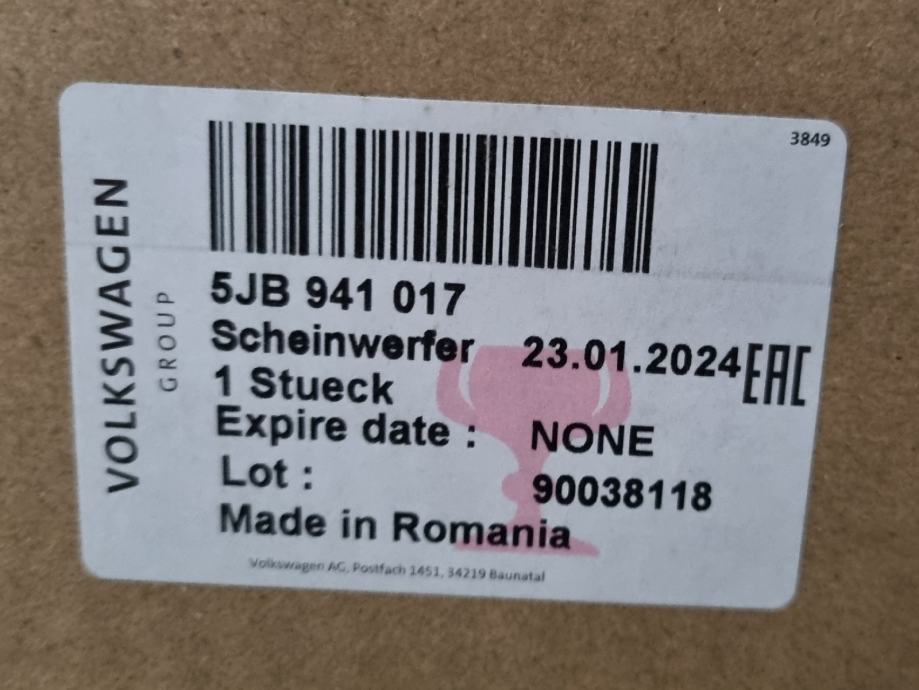 3849
VOLKSWAGEN
GROUP
5JB 941 017
Scheinwerfer 23.01.2024 EAC
1 Stueck
Expire date : NONE
Lot : 90038118
Made in Romania
Volkswagen AG, Postfach 1451, 34219 Baunatal